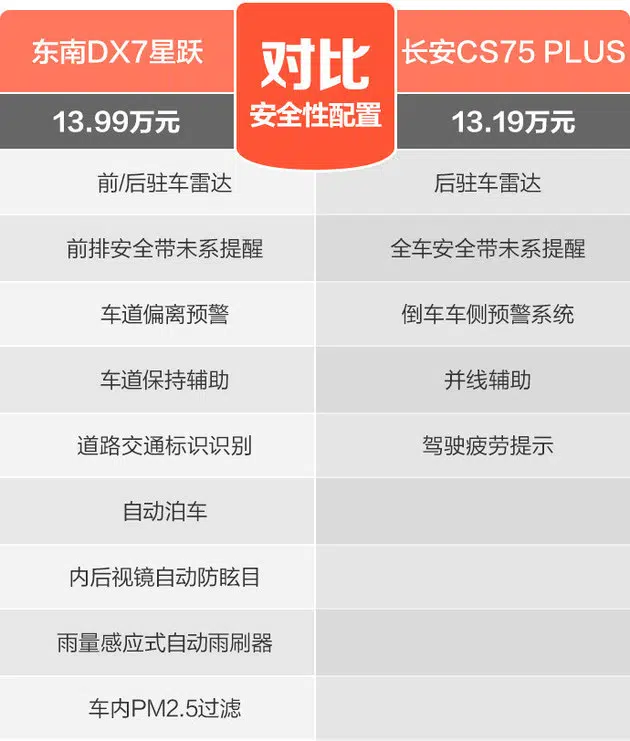 东南DX7星跃
对比
安全性配置
长安CS75 PLUS
13.99万元
13.19万元
前/后驻车雷达
后驻车雷达
前排安全带未系提醒
全车安全带未系提醒
车道偏离预警
倒车车侧预警系统
车道保持辅助
并线辅助
道路交通标识识别
驾驶疲劳提示
自动泊车
内后视镜自动防眩目
雨量感应式自动雨刷器
车内PM2.5过滤